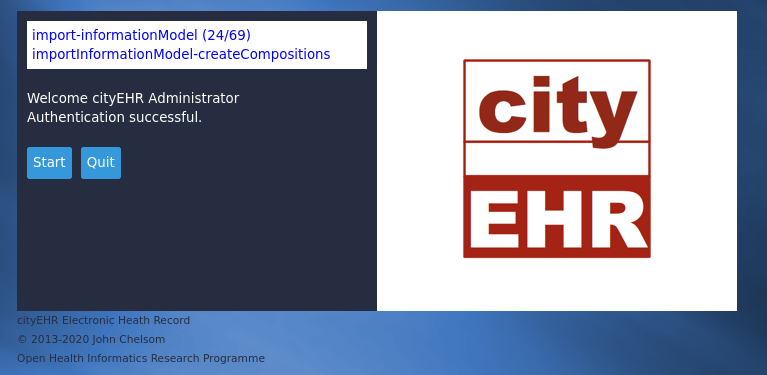 import-informationModel (24/69)
importInformationModel-createCompositions
Welcome cityEHR Administrator
Authentication successful.
Start Quit
city
EHR
cityEHR Electronic Heath Record
© 2013-2020 John Chelsom
Open Health Informatics Research Programme